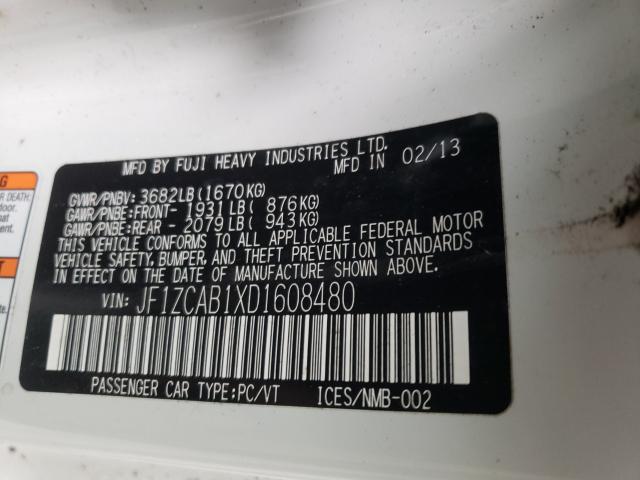 MFD BY FUJI HEAVY INDUSTRIES LTD.
MFD IN 02/13
GVWR/PNBV: 3682LB(1670KG)
GAWR/PNBE:FRONT- 1931LB( 876KG)
GAWR/PNBE:REAR - 2079LB( 943KG)
THIS VEHICLE CONFORMS TO ALL APPLICABLE FEDERAL MOTOR
VEHICLE SAFETY, BUMPER, AND THEFT PREVENTION STANDARDS
IN EFFECT ON THE DATE OF MANUFACTURE SHOWN ABOVE.
VIN: JF1ZCAB1XD1608480
PASSENGER CAR TYPE:PC/VT ICES/NMB-002
DEATH: